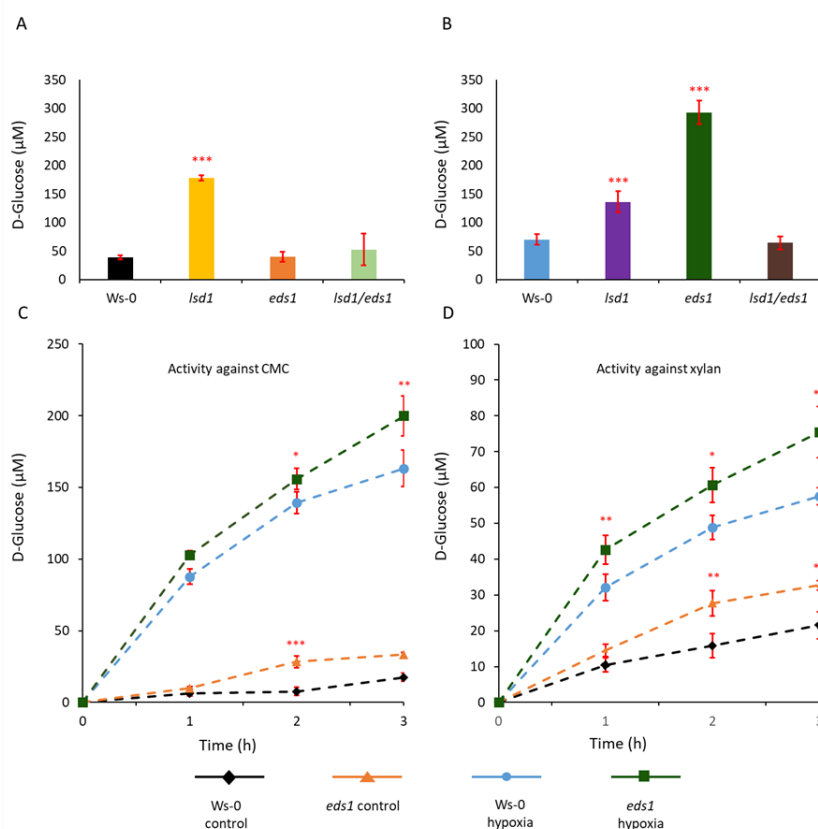 A
D-Glucose (µM)
350
300
250
200
150
100
50
0
***
Ws-0 lsd1 eds1 lsd1/eds1
B
D-Glucose (µM)
350
300
250
200
150
100
50
0
***
***
Ws-0 lsd1 eds1 lsd1/eds1
C
Activity against CMC
D-Glucose (µM)
250
200
150
100
50
0
**
*
***
0 1 2 3
Time (h)
D
Activity against xylan
D-Glucose (µM)
100
90
80
70
60
50
40
30
20
10
0
*
**
**
0 1 2 3
Time (h)
Ws-0 control
eds1 control
Ws-0 hypoxia
eds1 hypoxia